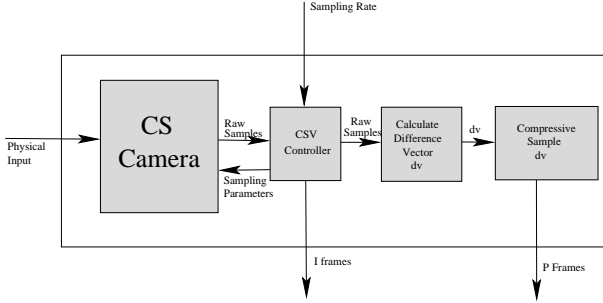 Sampling Rate
Physical
Input
CS
Camera
Raw
Samples
Sampling
Parameters
CSV
Controller
Raw
Samples
Calculate
Difference
Vector
dv
dv
Compressive
Sample
dv
I frames
P Frames